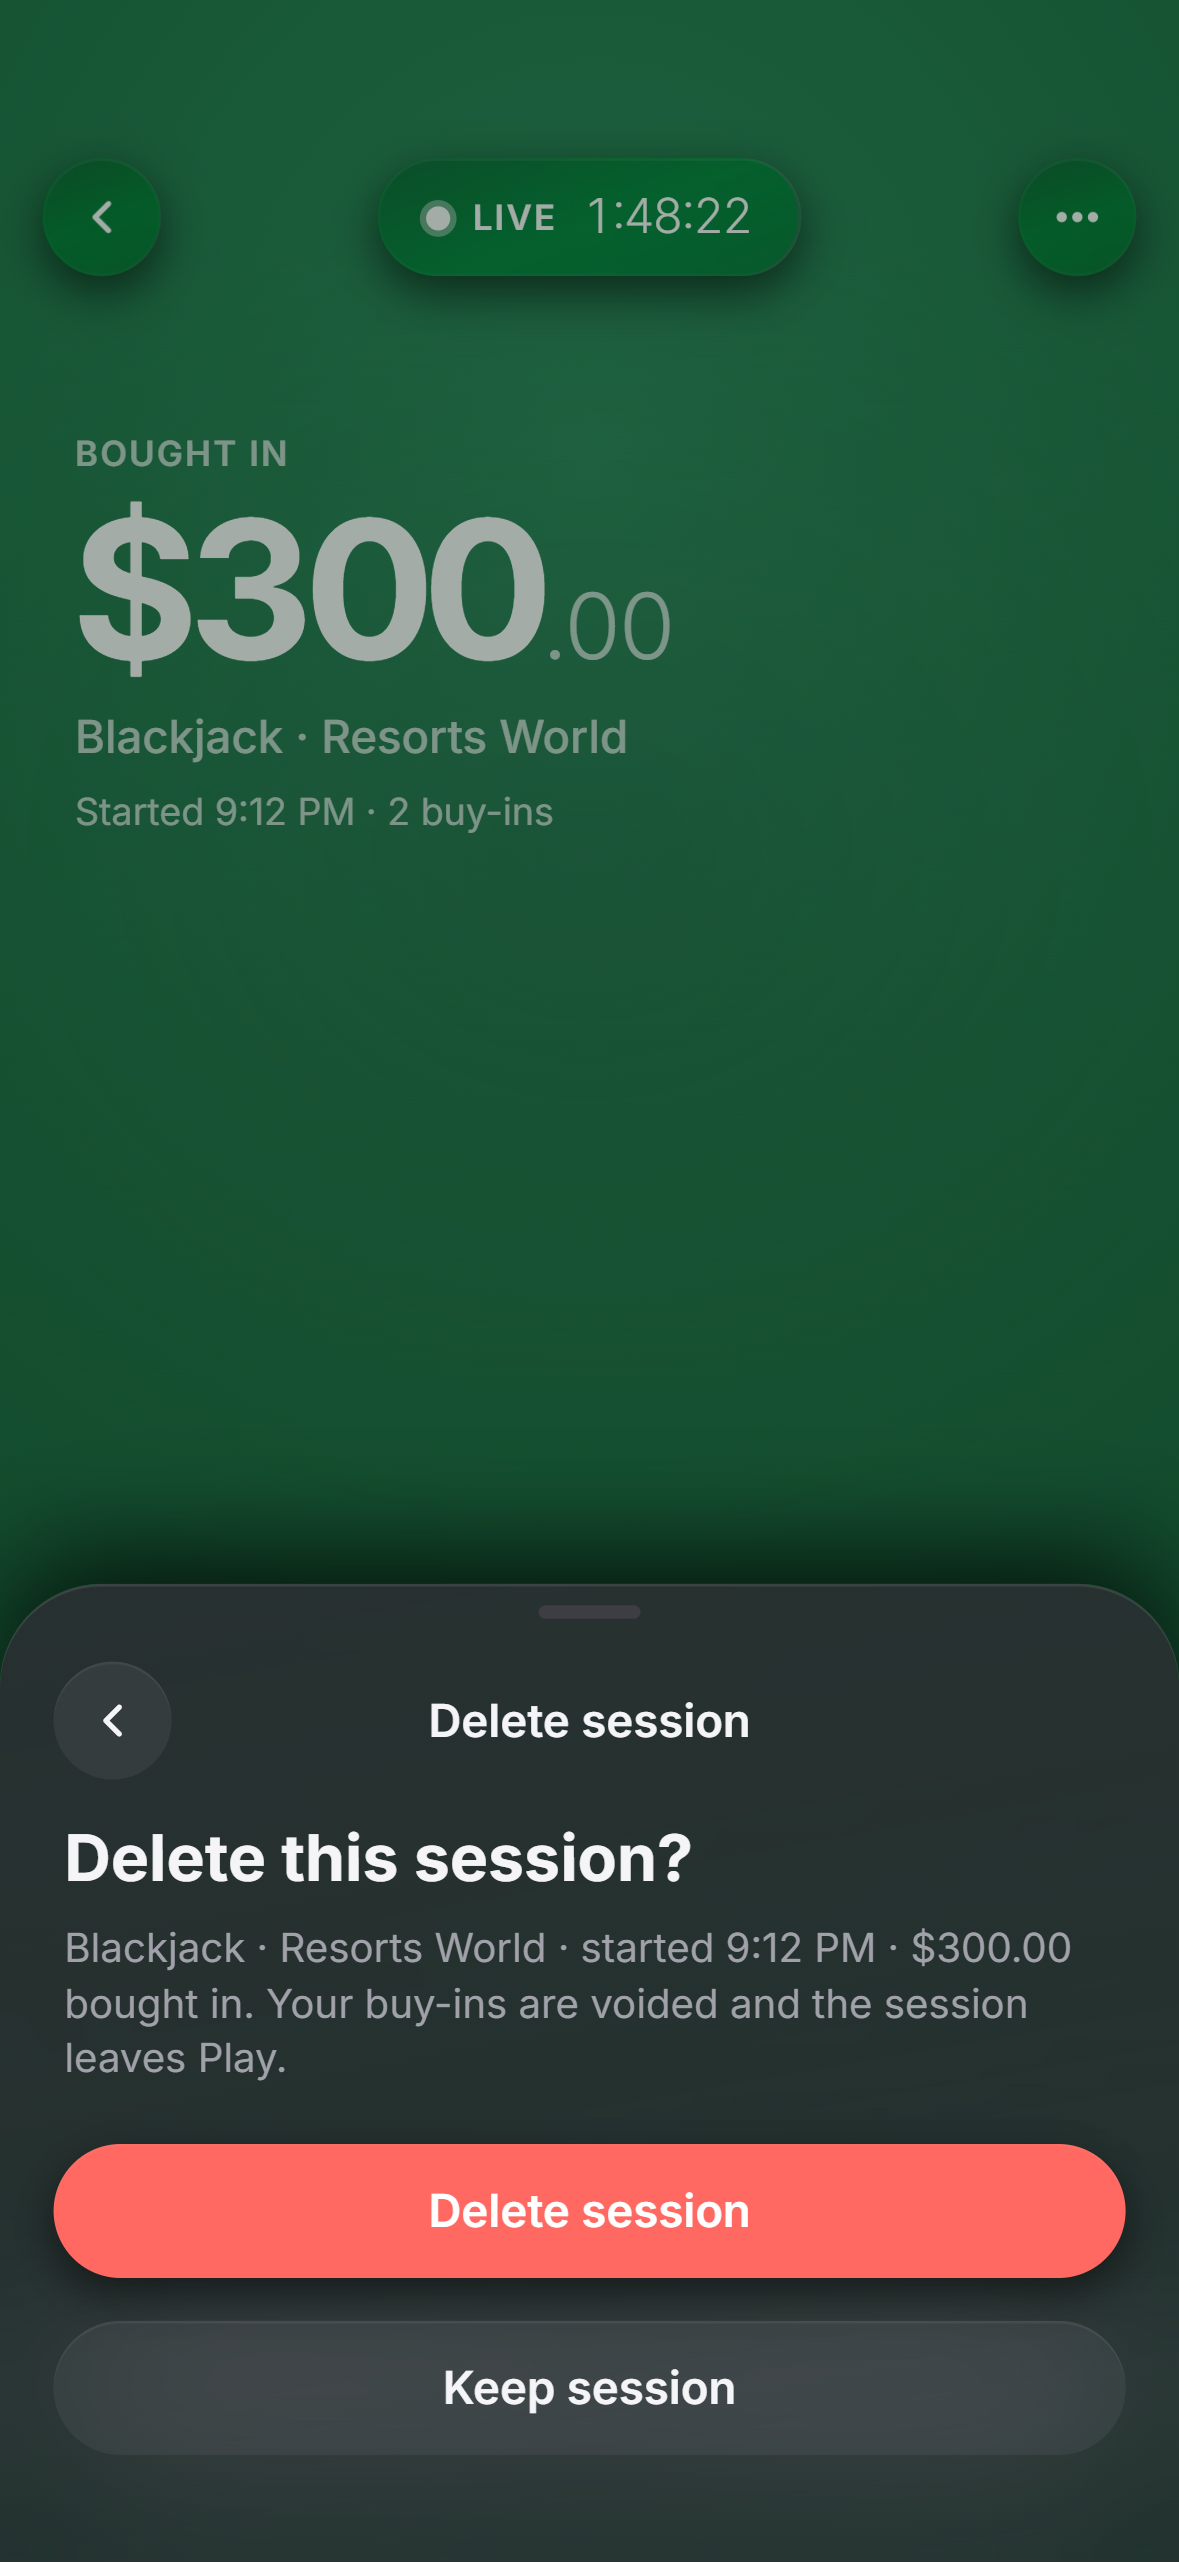 LIVE 1:48:22
BOUGHT IN
$300.00
Blackjack · Resorts World
Started 9:12 PM · 2 buy-ins
Delete session
Delete this session?
Blackjack · Resorts World · started 9:12 PM · $300.00
bought in. Your buy-ins are voided and the session
leaves Play.
Delete session
Keep session